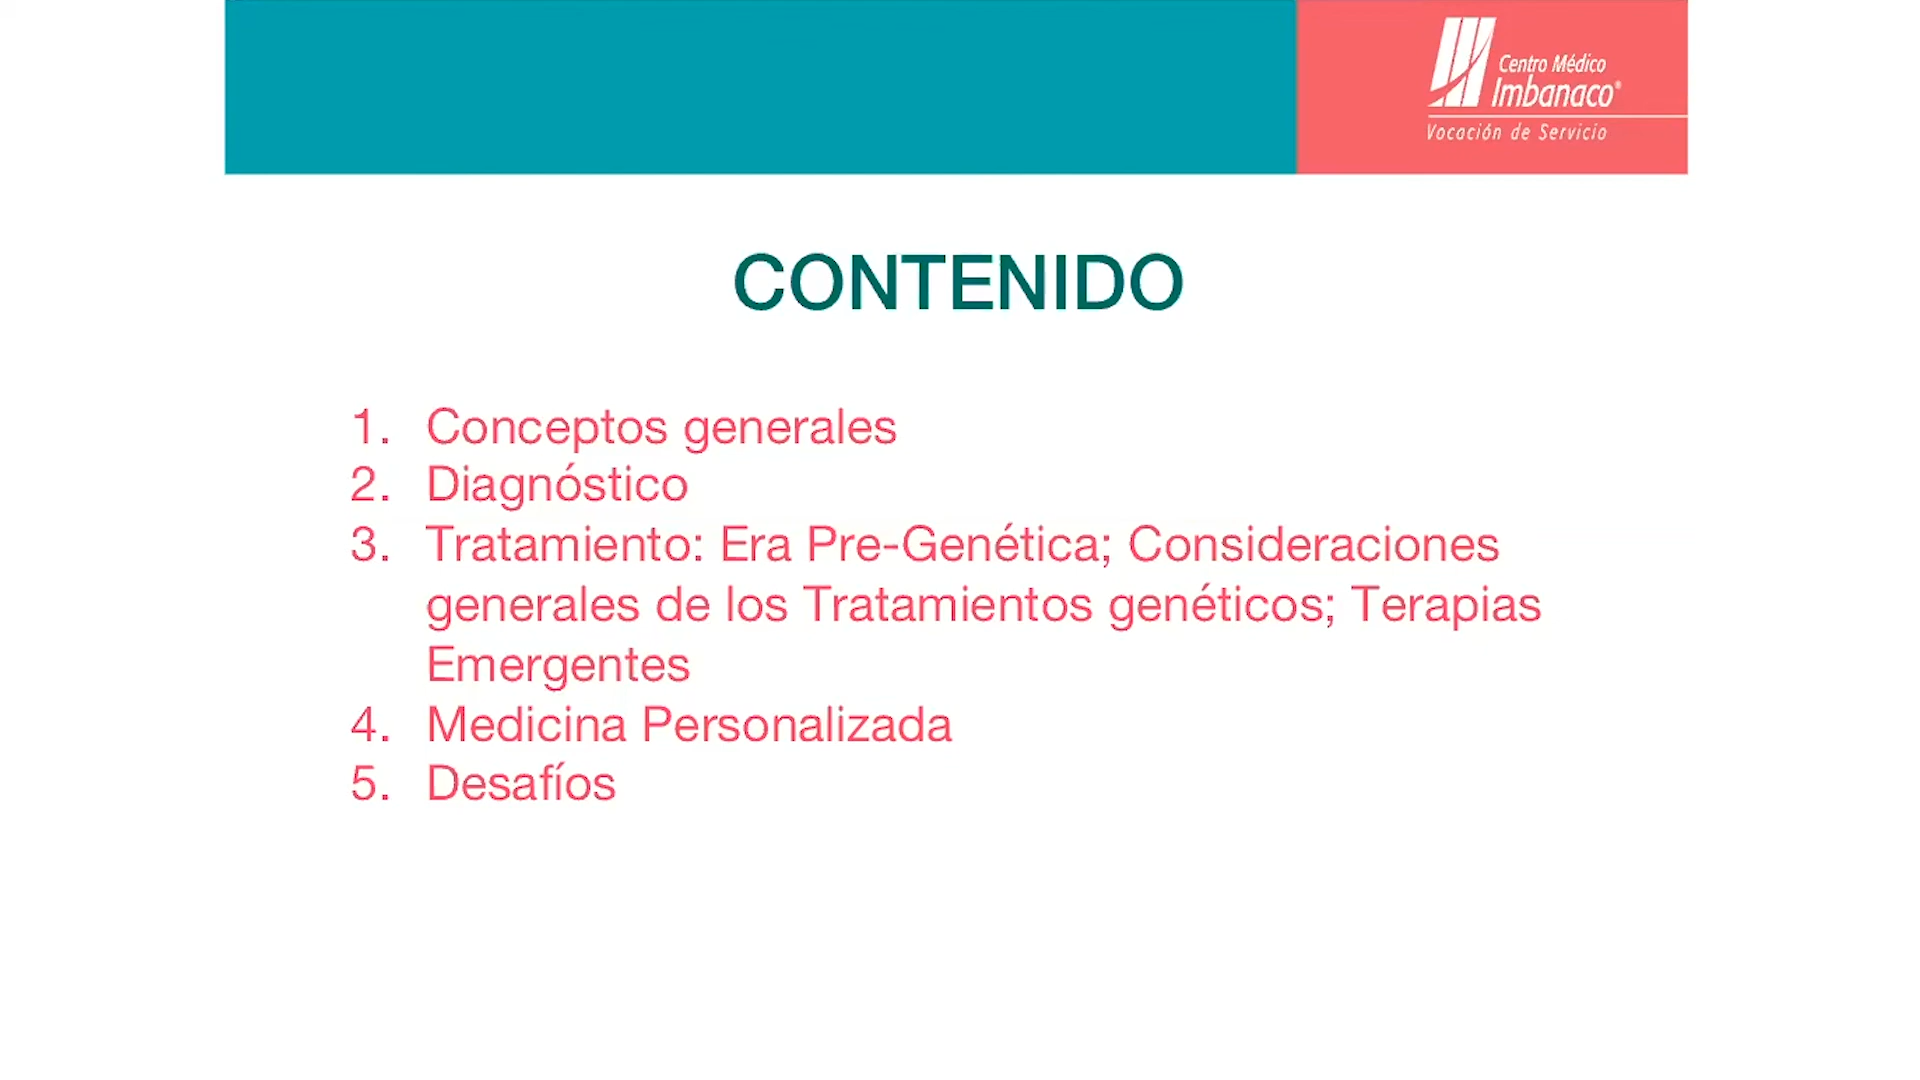 Centro Médico
Imbanaco®
Vocación de Servicio
CONTENIDO
1. Conceptos generales
2. Diagnóstico
3. Tratamiento: Era Pre-Genética; Consideraciones
generales de los Tratamientos genéticos; Terapias
Emergentes
4. Medicina Personalizada
5. Desafíos